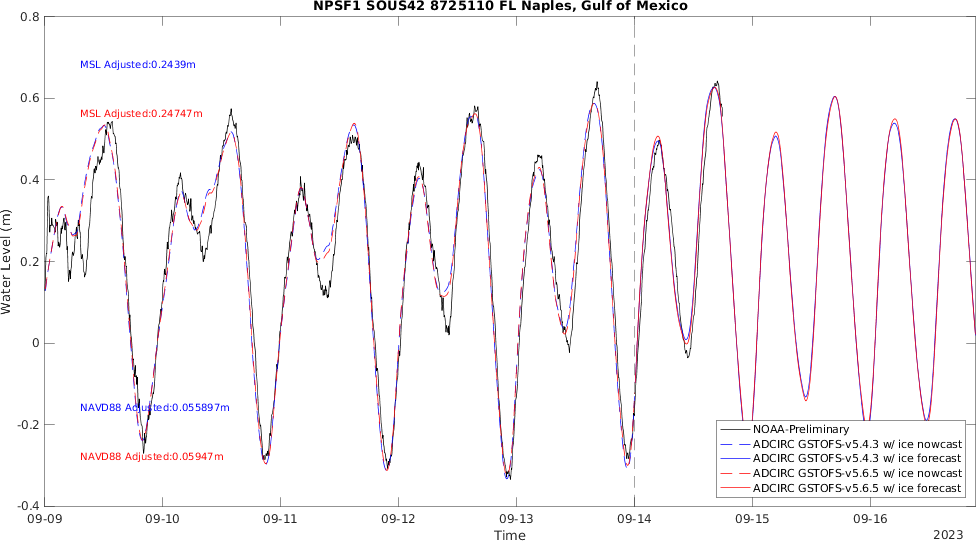 NPSF1 SOUS42 8725110 FL Naples, Gulf of Mexico
0.8
MSL Adjusted:0.2439m
0.6
MSL Adjusted:0.24747m
0.4
0.2
Water Level (m)
0
-0.2
NAVD88 Adjusted:0.055897m
NAVD88 Adjusted:0.05947m
-0.4
NOAA-Preliminary
ADCIRC GSTOFS-v5.4.3 w/ ice nowcast
ADCIRC GSTOFS-v5.4.3 w/ ice forecast
ADCIRC GSTOFS-v5.6.5 w/ ice nowcast
ADCIRC GSTOFS-v5.6.5 w/ ice forecast
09-09 09-10 09-11 09-12 09-13 09-14 09-15 09-16
Time
2023